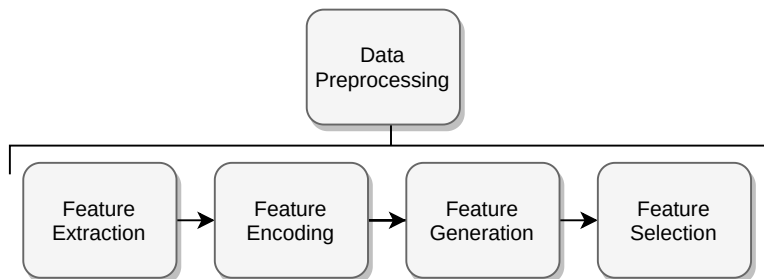 Data
Preprocessing
Feature
Extraction
Feature
Encoding
Feature
Generation
Feature
Selection